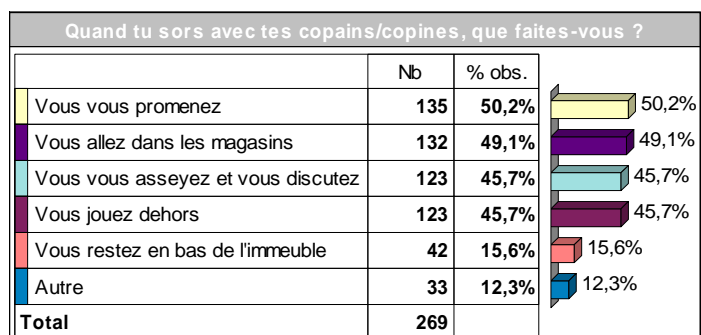 Quand tu sors avec tes copains/copines, que faites-vous ?
Nb % obs.
Vous vous promenez 135 50,2% 50,2%
Vous allez dans les magasins 132 49,1% 49,1%
Vous vous asseyez et vous discutez 123 45,7% 45,7%
Vous jouez dehors 123 45,7% 45,7%
Vous restez en bas de l'immeuble 42 15,6% 15,6%
Autre 33 12,3% 12,3%
Total 269